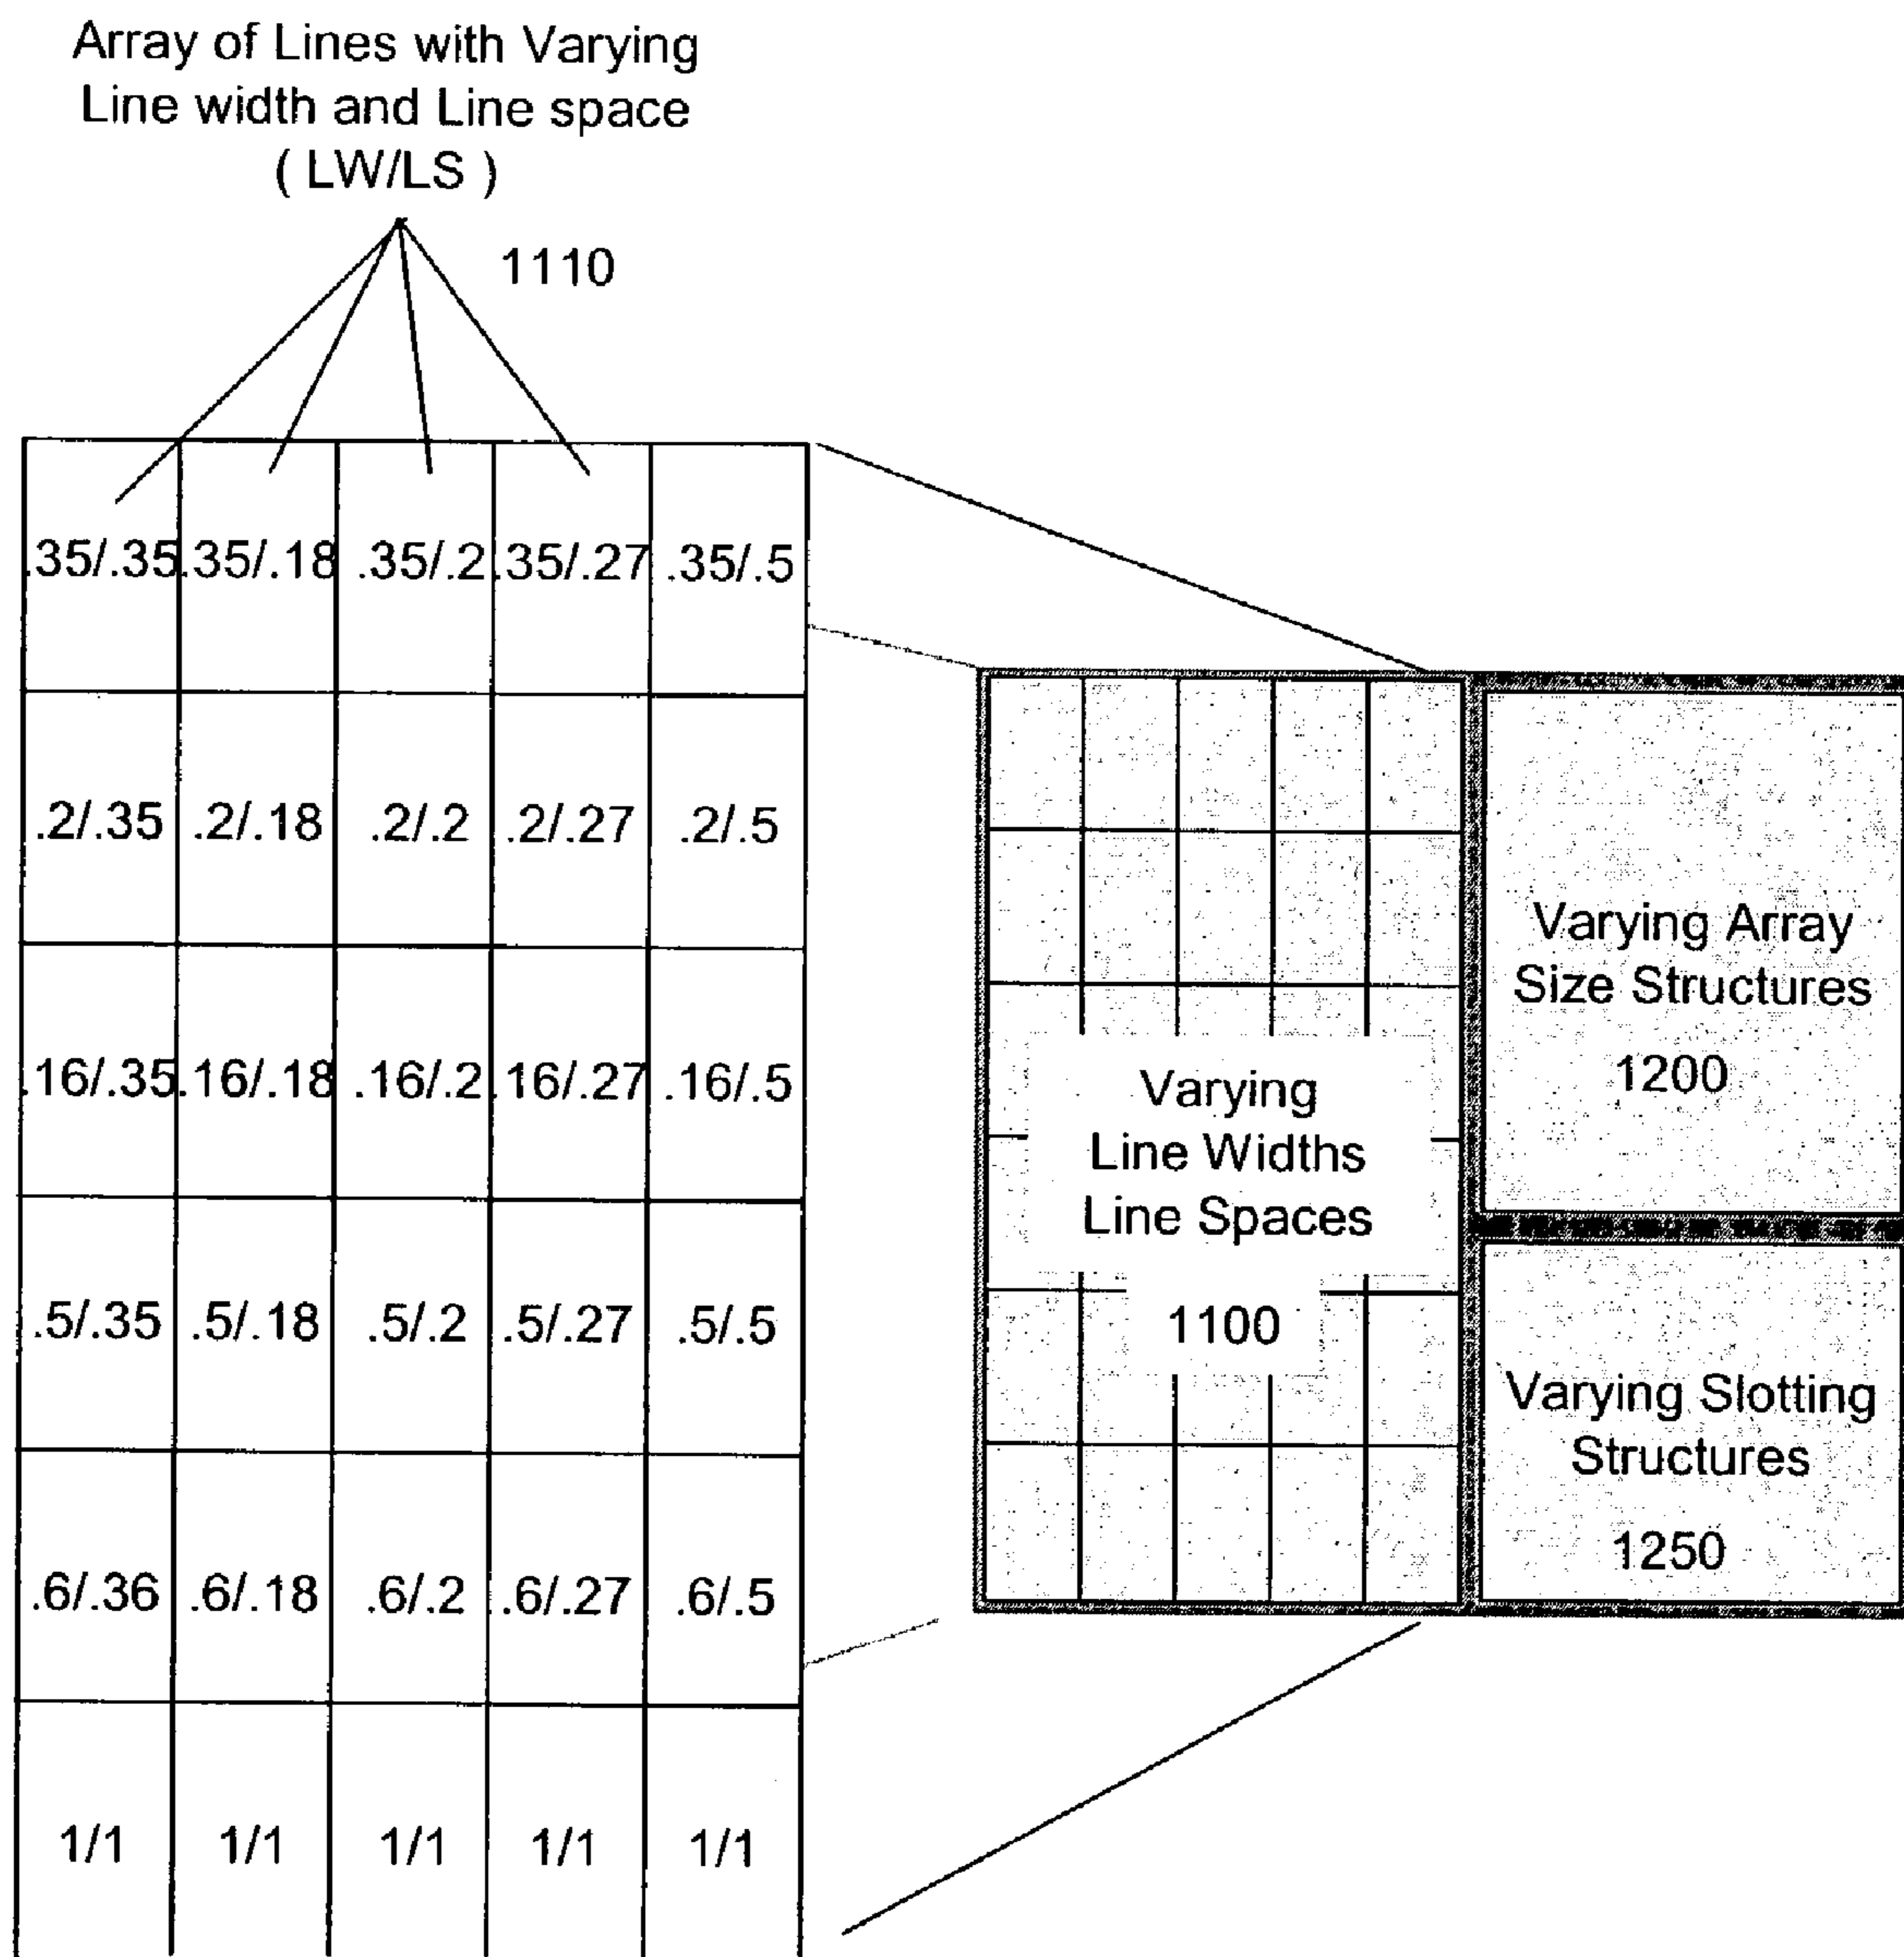 Array of Lines with Varying
Line width and Line space
( LW/LS )
1110
.35/.35 .35/.18 .35/.2 .35/.27 .35/.5
.2/.35 .2/.18 .2/.2 .2/.27 .2/.5
.16/.35 .16/.18 .16/.2 .16/.27 .16/.5
.5/.35 .5/.18 .5/.2 .5/.27 .5/.5
.6/.36 .6/.18 .6/.2 .6/.27 .6/.5
1/1 1/1 1/1 1/1 1/1
Varying
Line Widths
Line Spaces
1100
Varying Array
Size Structures
1200
Varying Slotting
Structures
1250